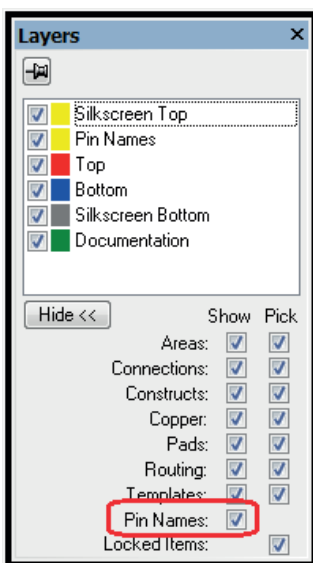 Layers
Silkscreen Top
Pin Names
Top
Bottom
Silkscreen Bottom
Documentation
Hide << Show Pick
Areas:
Connections:
Constructs:
Copper:
Pads:
Routing:
Templates:
Pin Names:
Locked Items: